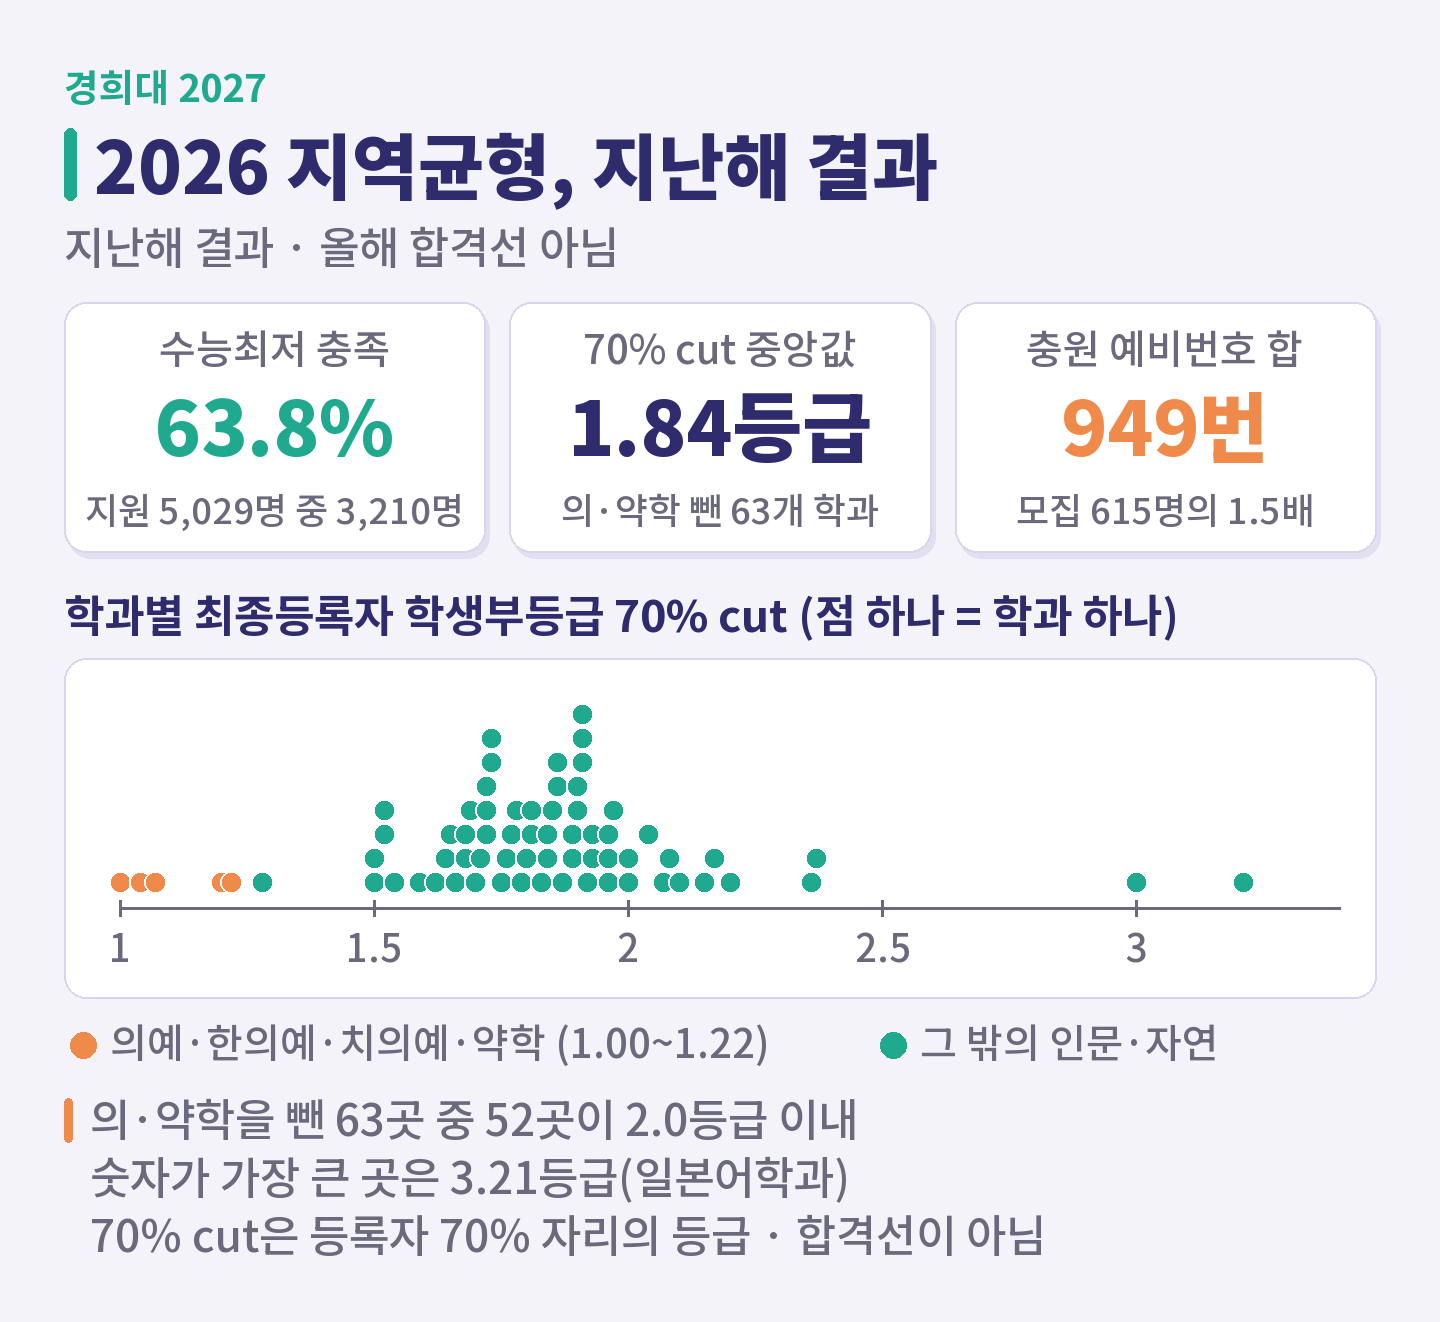 경희대 2027
2026 지역균형, 지난해 결과
지난해 결과 · 올해 합격선 아님
수능최저 충족
63.8%
지원 5,029명 중 3,210명
70% cut 중앙값
1.84등급
의·약학 뺀 63개 학과
충원 예비번호 합
949번
모집 615명의 1.5배
학과별 최종등록자 학생부등급 70% cut (점 하나 = 학과 하나)
1 1.5 2 2.5 3
의예·한의예·치의예·약학 (1.00~1.22)
그 밖의 인문·자연
의·약학을 뺀 63곳 중 52곳이 2.0등급 이내
숫자가 가장 큰 곳은 3.21등급(일본어학과)
70% cut은 등록자 70% 자리의 등급 · 합격선이 아님